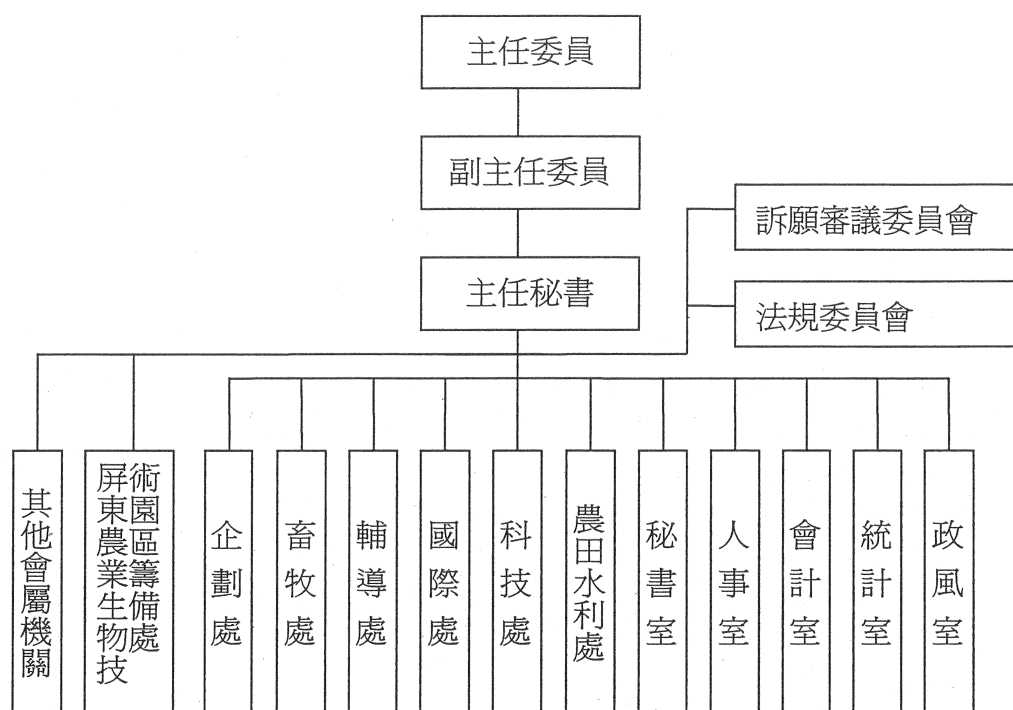 主任委員
副主任委員
訴願審議委員會
主任秘書
法規委員會
其他會屬機關
屏東農業生物技
術園區籌備處
企劃處
畜牧處
輔導處
國際處
科技處
農田水利處
秘書室
人事室
會計室
統計室
政風室